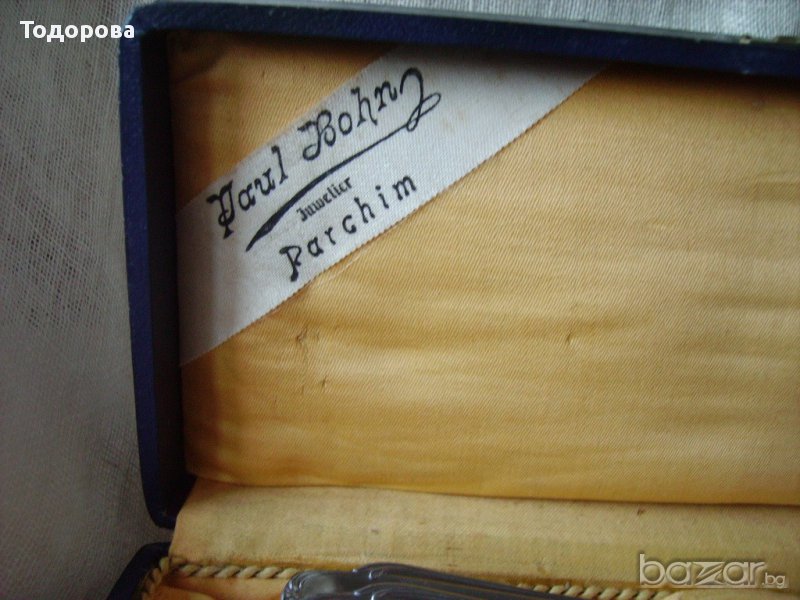 Тодорова
Paul Bohn
Juwelier
Parchim
bazar.bg